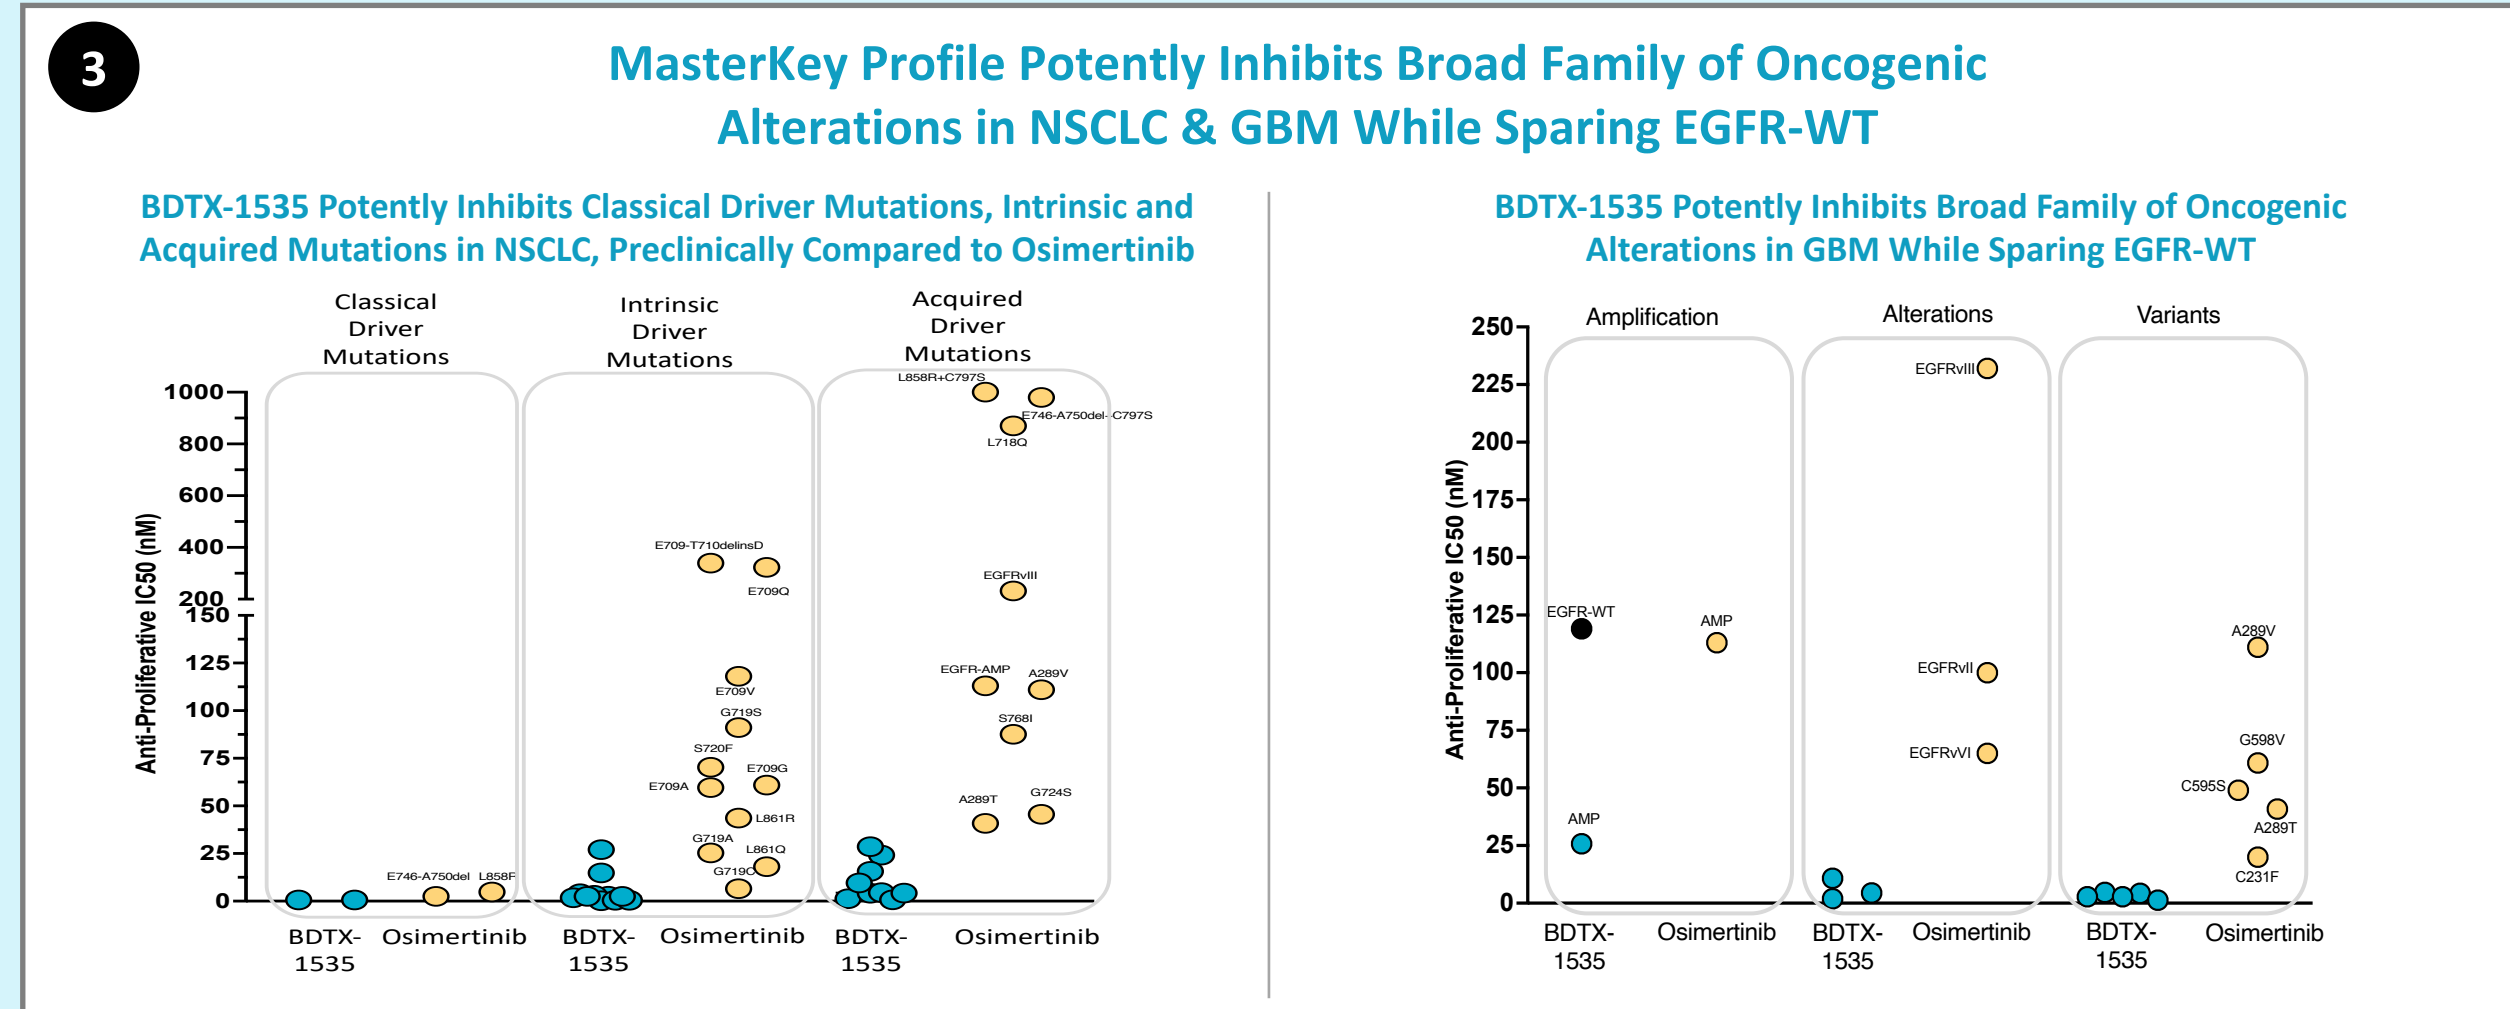 3
MasterKey Profile Potently Inhibits Broad Family of Oncogenic
Alterations in NSCLC & GBM While Sparing EGFR-WT
BDTX-1535 Potently Inhibits Classical Driver Mutations, Intrinsic and
Acquired Mutations in NSCLC, Preclinically Compared to Osimertinib
Classical
Driver
Mutations
Intrinsic
Driver
Mutations
Acquired
Driver
Mutations
Anti-Proliferative IC50 (nM)
1000
800
600
400
200
150
125
100
75
50
25
0
E746-A750del
L858R
E709-T710delinsD
E709Q
E709V
G719S
S720F
E709G
E709A
L861R
G719A
L861Q
G719C
L858R+C797S
E746-A750del-C797S
L718Q
EGFRvIII
EGFR-AMP
A289V
S768I
G724S
A289T
BDTX-
1535
Osimertinib
BDTX-
1535
Osimertinib
BDTX-
1535
Osimertinib
BDTX-1535 Potently Inhibits Broad Family of Oncogenic
Alterations in GBM While Sparing EGFR-WT
Amplification
Alterations
Variants
Anti-Proliferative IC50 (nM)
250
225
200
175
150
125
100
75
50
25
0
EGFR-WT
AMP
AMP
EGFRvIII
EGFRvII
EGFRvVI
A289V
G598V
C595S
A289T
C231F
BDTX-
1535
Osimertinib
BDTX-
1535
Osimertinib
BDTX-
1535
Osimertinib